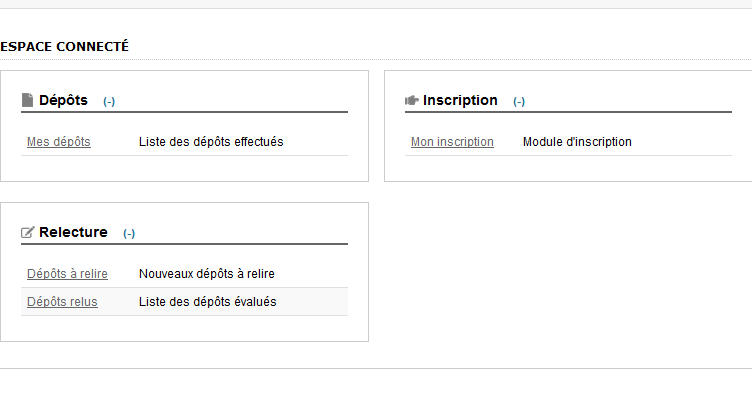 ESPACE CONNECTÉ
Dépôts (-)
Mes dépôts Liste des dépôts effectués
Inscription (-)
Mon inscription Module d'inscription
Relecture (-)
Dépôts à relire Nouveaux dépôts à relire
Dépôts relus Liste des dépôts évalués